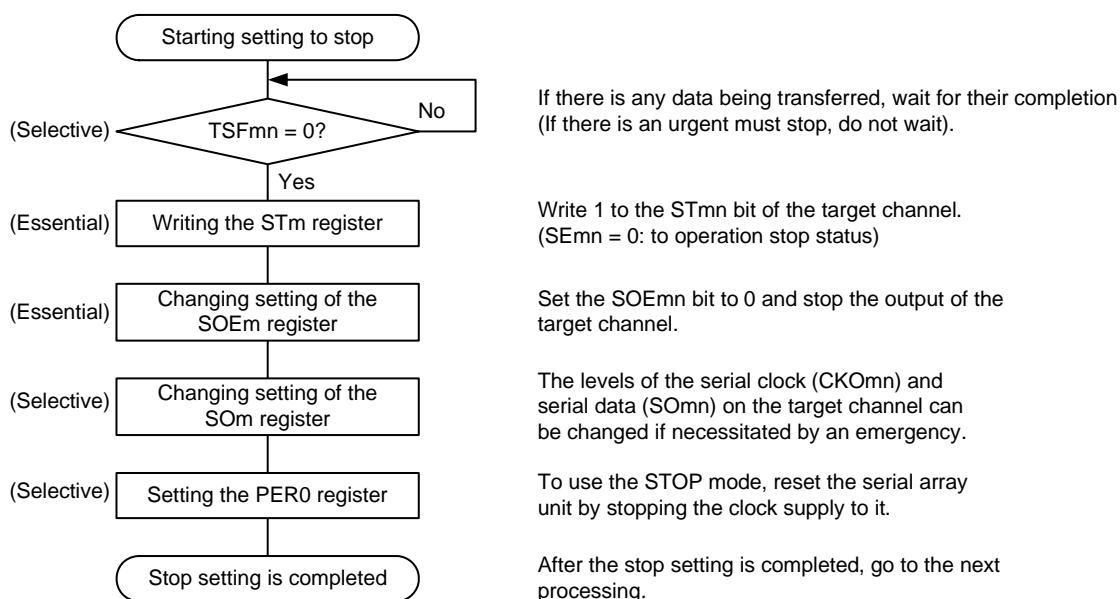 Starting setting to stop
No
If there is any data being transferred, wait for their completion
(If there is an urgent must stop, do not wait).
(Selective)
TSFmn = 0?
Yes
(Essential)
Writing the STm register
Write 1 to the STmn bit of the target channel.
(SEmn = 0: to operation stop status)
(Essential)
Changing setting of the
SOEm register
Set the SOEmn bit to 0 and stop the output of the
target channel.
(Selective)
Changing setting of the
SOm register
The levels of the serial clock (CKOmn) and
serial data (SOmn) on the target channel can
be changed if necessitated by an emergency.
(Selective)
Setting the PER0 register
To use the STOP mode, reset the serial array
unit by stopping the clock supply to it.
Stop setting is completed
After the stop setting is completed, go to the next
processing.